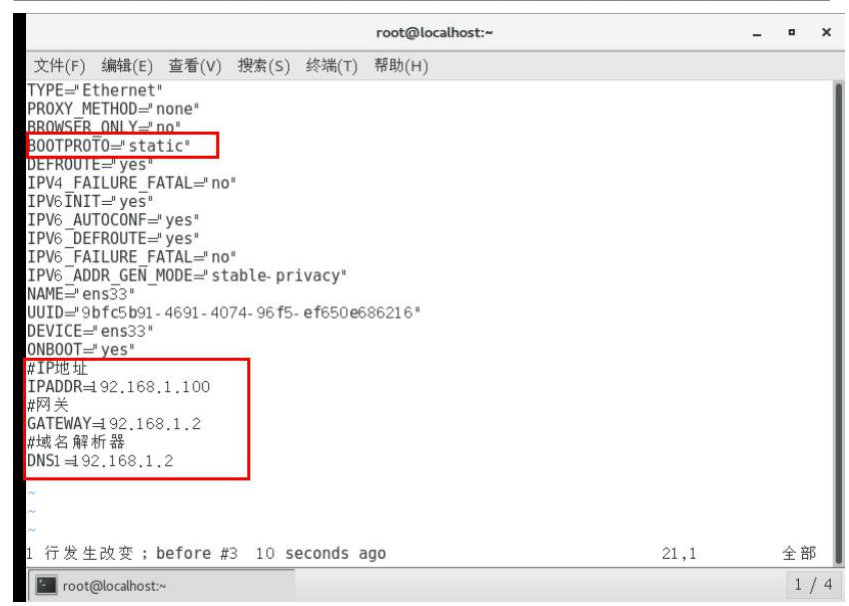 root@localhost:~
文件(F) 编辑(E) 查看(V) 搜索(S) 终端(T) 帮助(H)
TYPE="Ethernet"
PROXY_METHOD="none"
BROWSER_ONLY="no"
BOOTPROTO="static"
DEFROUTE="yes"
IPV4_FAILURE_FATAL="no"
IPV6INIT="yes"
IPV6_AUTOCONF="yes"
IPV6_DEFROUTE="yes"
IPV6_FAILURE_FATAL="no"
IPV6_ADDR_GEN_MODE="stable-privacy"
NAME="ens33"
UUID="9bfc5b91-4691-4074-96f5-ef650e686216"
DEVICE="ens33"
ONBOOT="yes"
#IP地址
IPADDR=192.168.1.100
#网关
GATEWAY=192.168.1.2
#域名解析器
DNS1=192.168.1.2
~
~
~
1 行发生改变；before #3 10 seconds ago 21,1 全部
root@localhost:~ 1 / 4